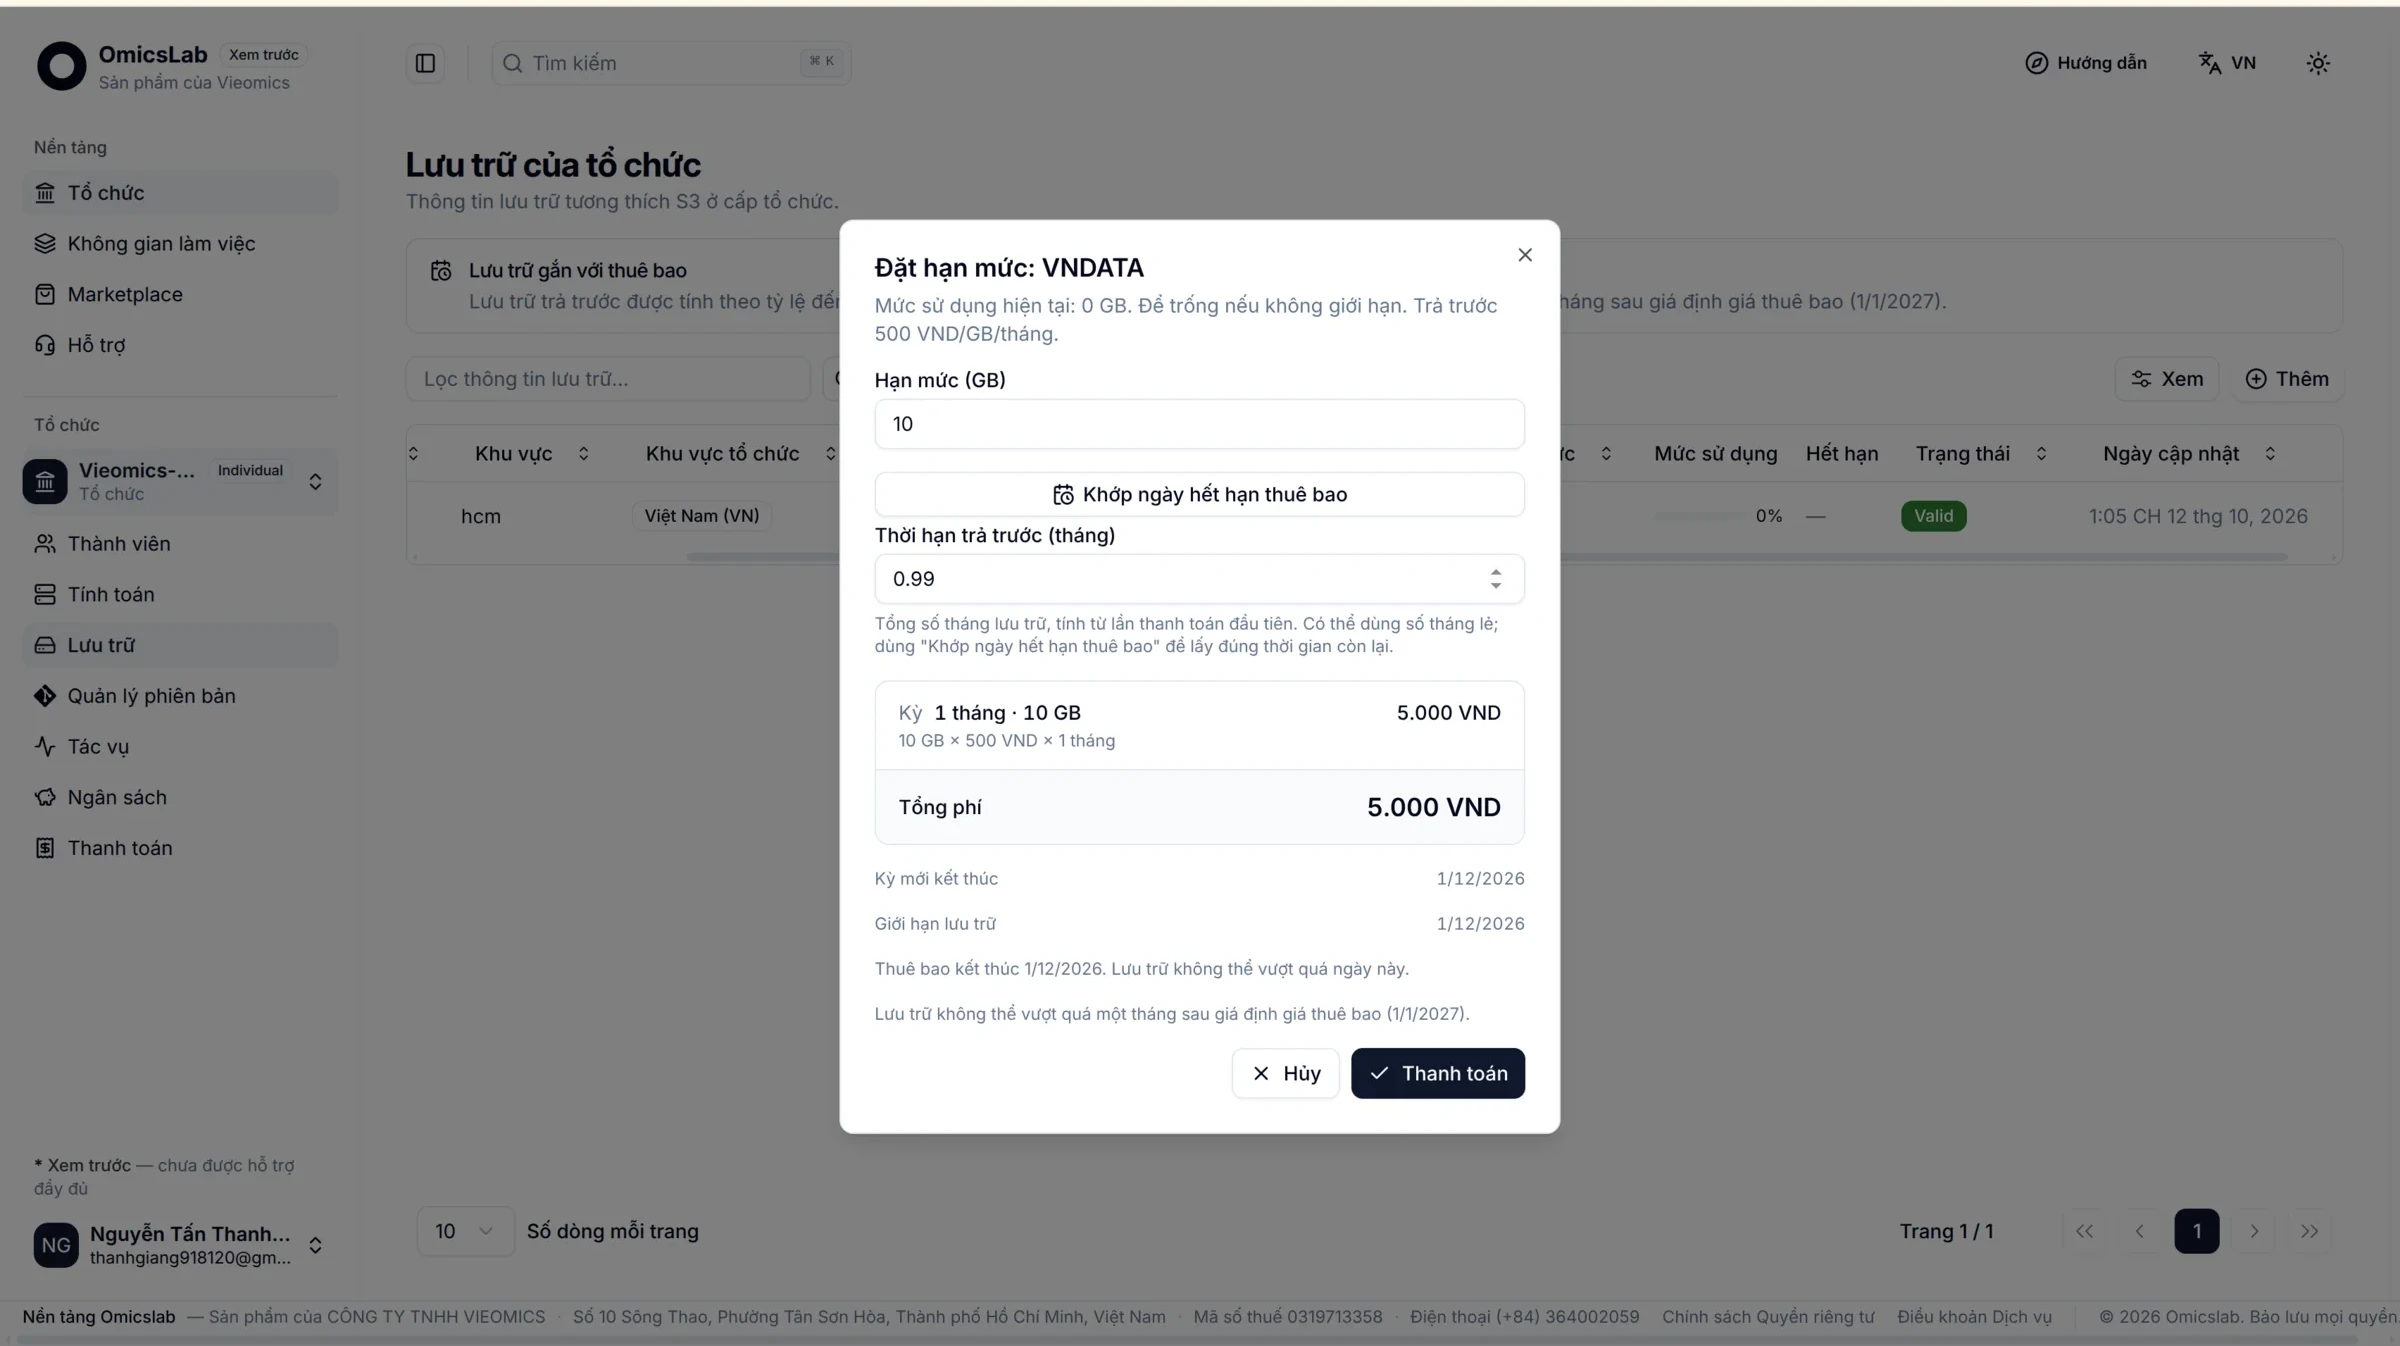 OmicsLab
Xem trước
Sản phẩm của Vieomics
Tìm kiếm
⌘ K
Hướng dẫn
VN
Nền tảng
Tổ chức
Không gian làm việc
Marketplace
Hỗ trợ
Tổ chức
Vieomics-...
Individual
Tổ chức
Thành viên
Tính toán
Lưu trữ
Quản lý phiên bản
Tác vụ
Ngân sách
Thanh toán
* Xem trước — chưa được hỗ trợ
đầy đủ
NG
Nguyễn Tấn Thanh...
thanhgiang918120@gm...
Lưu trữ của tổ chức
Thông tin lưu trữ tương thích S3 ở cấp tổ chức.
Lưu trữ gắn với thuê bao
Lưu trữ trả trước được tính theo tỷ lệ
sau giá định giá thuê bao (1/1/2027).
Lọc thông tin lưu trữ...
Xem
Thêm
Khu vực
Khu vực tổ chức
Mức sử dụng
Hết hạn
Trạng thái
Ngày cập nhật
hcm
Việt Nam (VN)
0%
—
Valid
1:05 CH 12 thg 10, 2026
Đặt hạn mức: VNDATA
Mức sử dụng hiện tại: 0 GB. Để trống nếu không giới hạn. Trả trước
500 VND/GB/tháng.
Hạn mức (GB)
10
Khớp ngày hết hạn thuê bao
Thời hạn trả trước (tháng)
0.99
Tổng số tháng lưu trữ, tính từ lần thanh toán đầu tiên. Có thể dùng số tháng lẻ;
dùng "Khớp ngày hết hạn thuê bao" để lấy đúng thời gian còn lại.
Kỳ 1 tháng · 10 GB
5.000 VND
10 GB × 500 VND × 1 tháng
Tổng phí
5.000 VND
Kỳ mới kết thúc
1/12/2026
Giới hạn lưu trữ
1/12/2026
Thuê bao kết thúc 1/12/2026. Lưu trữ không thể vượt quá ngày này.
Lưu trữ không thể vượt quá một tháng sau giá định giá thuê bao (1/1/2027).
Hủy
Thanh toán
10
Số dòng mỗi trang
Trang 1 / 1
1
Nền tảng Omicslab — Sản phẩm của CÔNG TY TNHH VIEOMICS · Số 10 Sông Thao, Phường Tân Sơn Hòa, Thành phố Hồ Chí Minh, Việt Nam · Mã số thuế 0319713358 · Điện thoại (+84) 364002059 Chính sách Quyền riêng tư Điều khoản Dịch vụ © 2026 Omicslab. Bảo lưu mọi quyền.